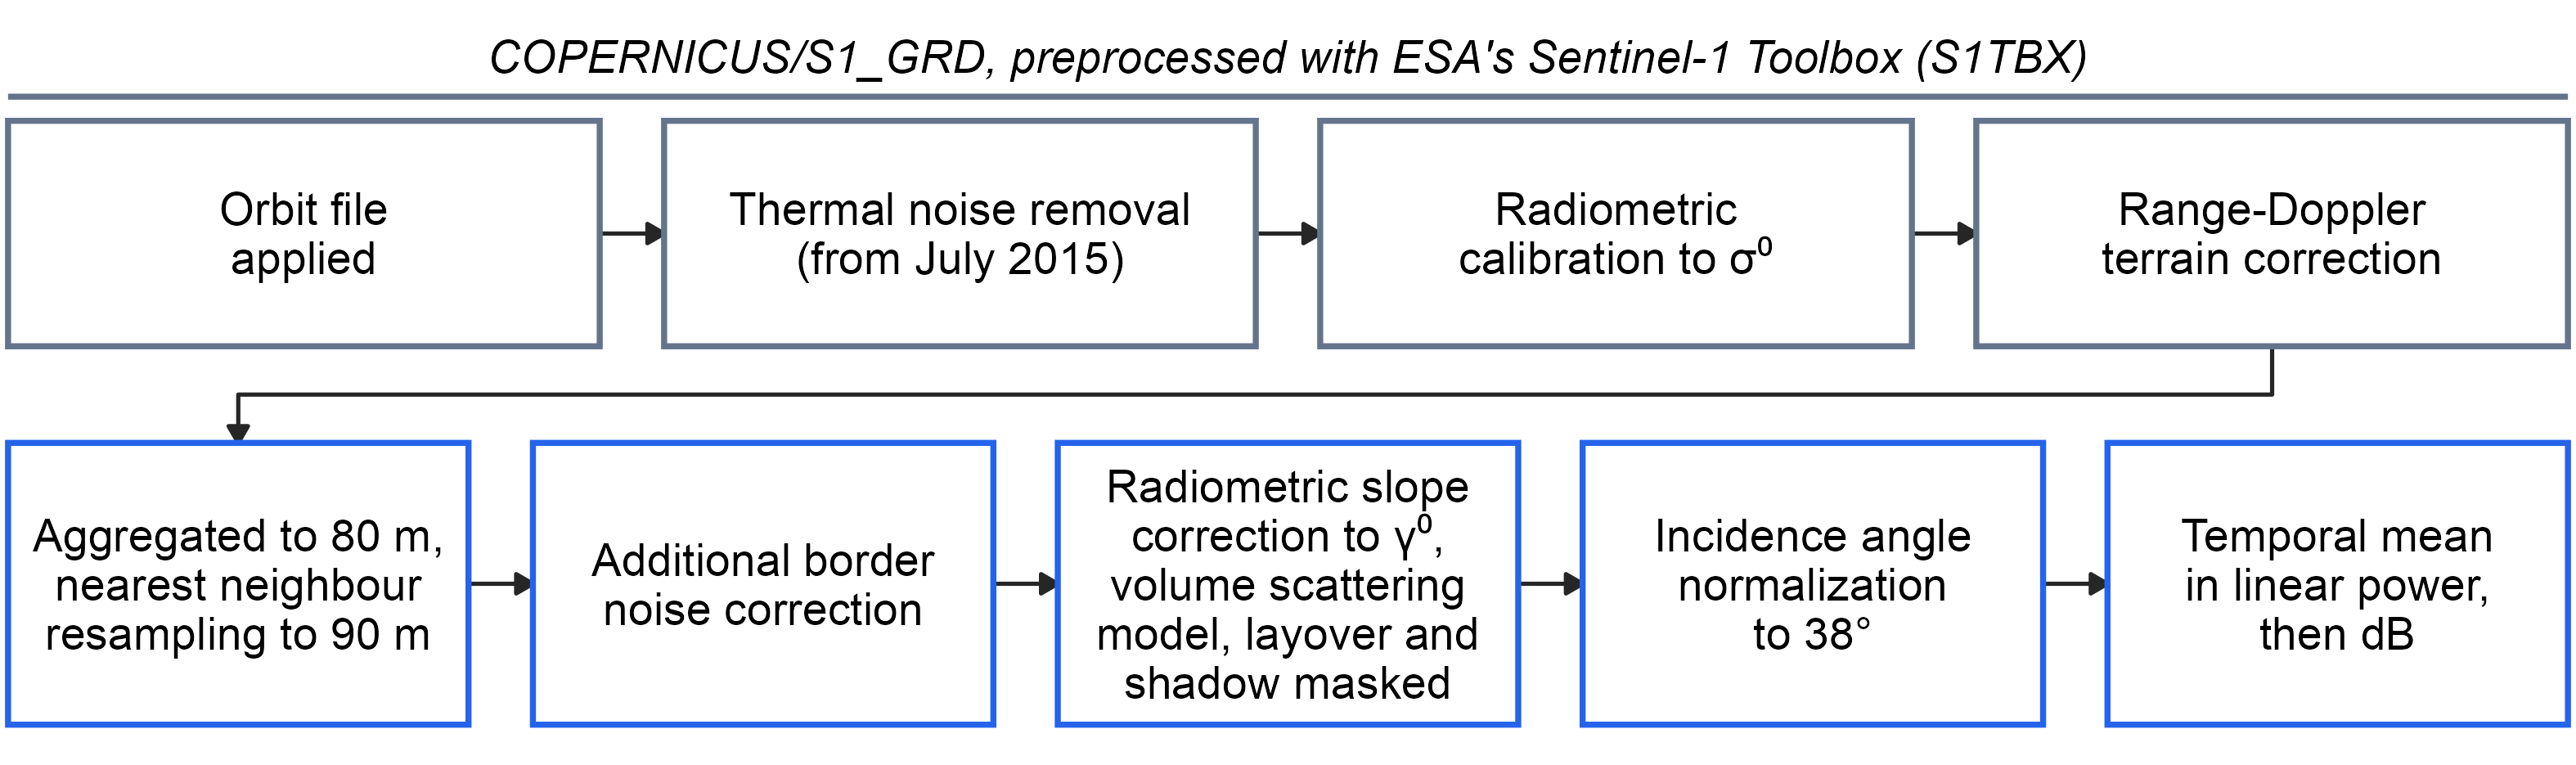 COPERNICUS/S1_GRD, preprocessed with ESA's Sentinel-1 Toolbox (S1TBX)
Orbit file
applied
Thermal noise removal
(from July 2015)
Radiometric
calibration to σ⁰
Range-Doppler
terrain correction
Aggregated to 80 m,
nearest neighbour
resampling to 90 m
Additional border
noise correction
Radiometric slope
correction to γ⁰,
volume scattering
model, layover and
shadow masked
Incidence angle
normalization
to 38°
Temporal mean
in linear power,
then dB